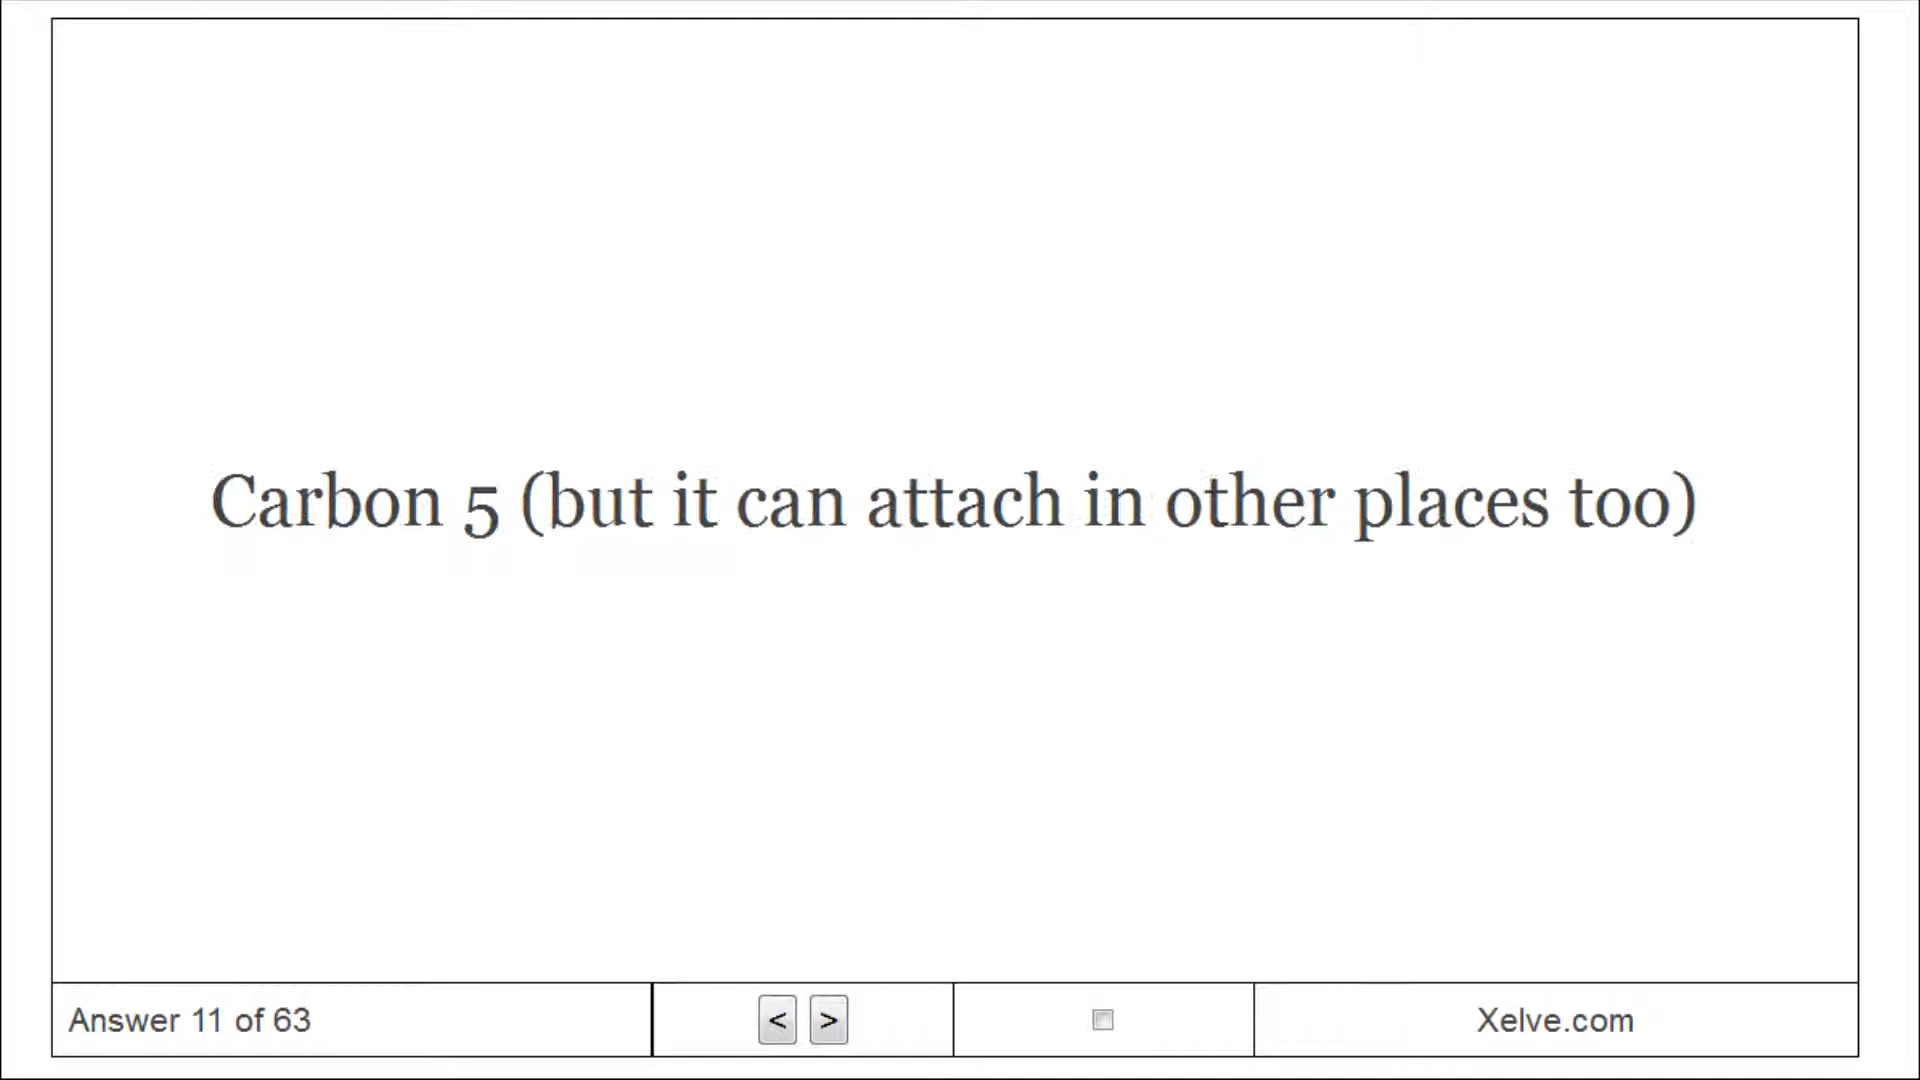 Carbon 5 (but it can attach in other places too)
Answer 11 of 63
< >
Xelve.com